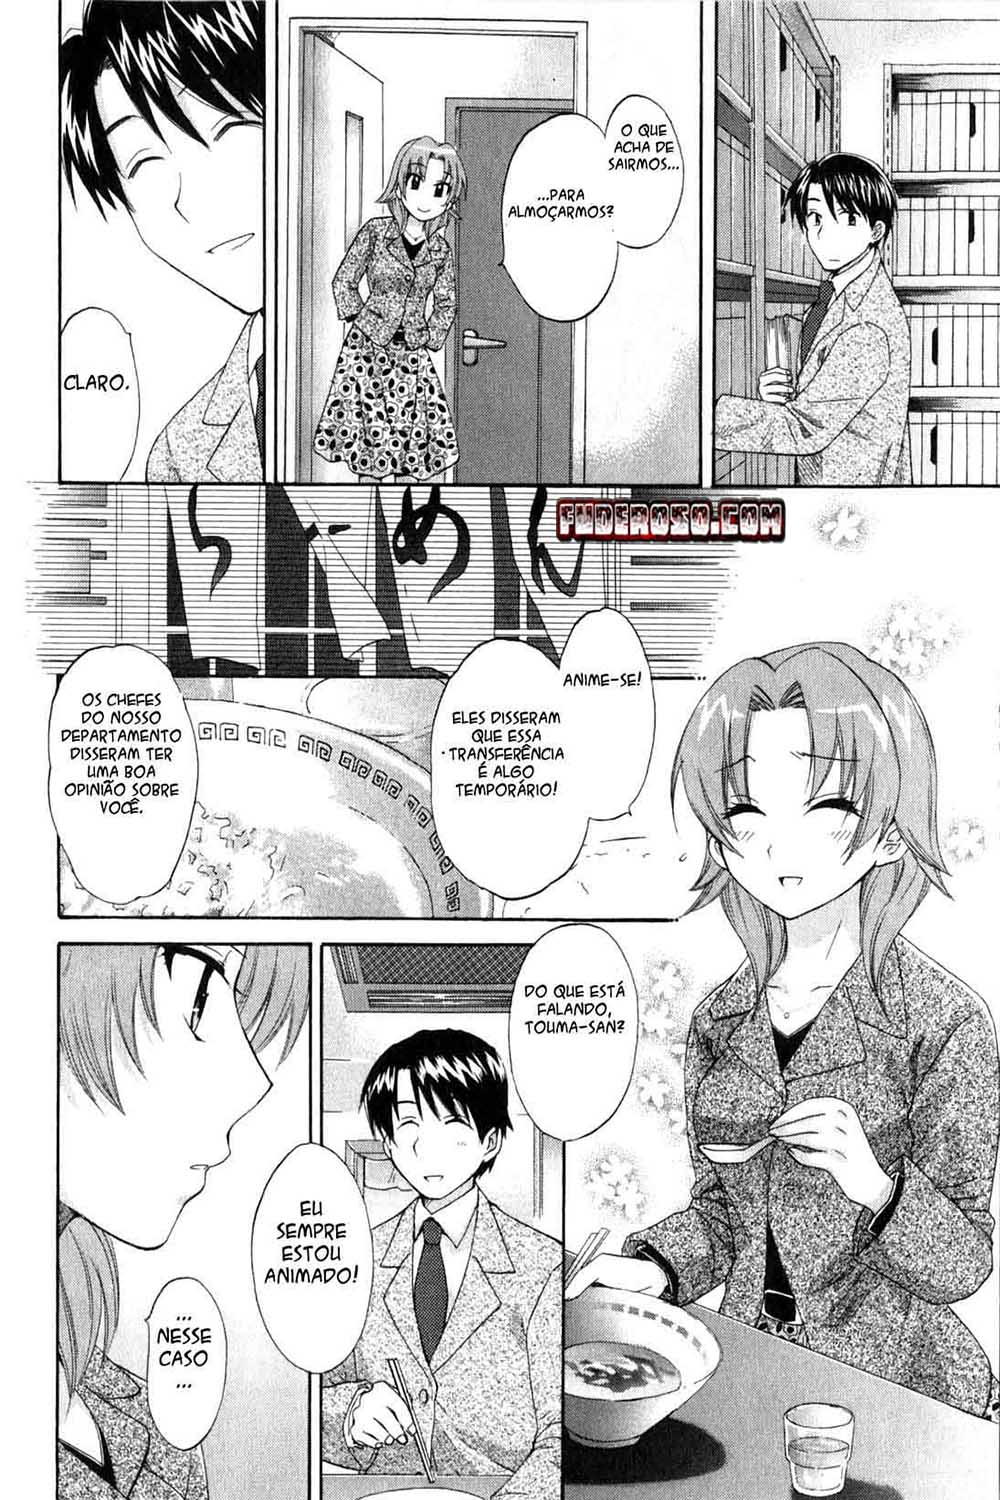 O QUE
ACHA DE
SAIRMOS...
...PARA
ALMOÇARMOS?
CLARO.
らーめん
FUDEROSO.COM
ANIME-SE!
ELES DISSERAM
QUE ESSA
TRANSFERÊNCIA
É ALGO
TEMPORÁRIO!
OS CHEFES
DO NOSSO
DEPARTAMENTO
DISSERAM TER
UMA BOA
OPINIÃO SOBRE
VOCÊ.
DO QUE ESTÁ
FALANDO,
TOUMA-SAN?
EU
SEMPRE
ESTOU
ANIMADO!
...
NESSE
CASO
...